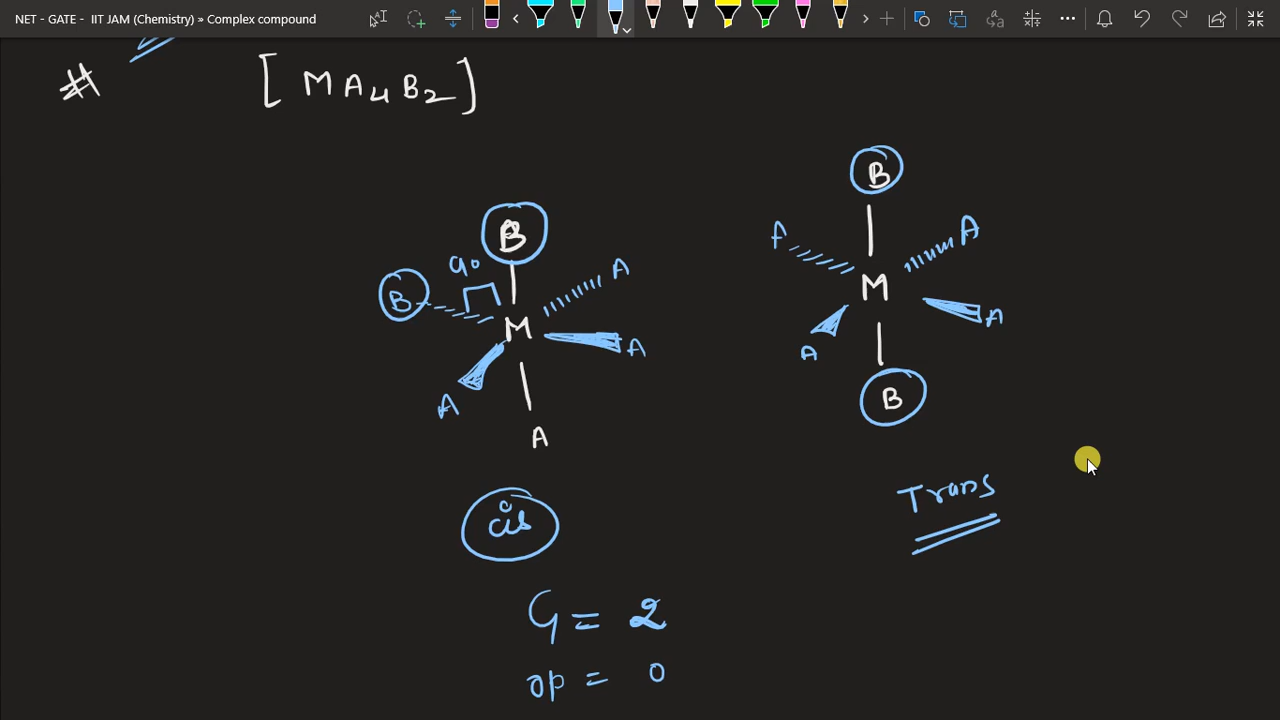 NET - GATE - IIT JAM (Chemistry) » Complex compound
# [MA4B2]
B
B
90
A
B
A
A
M
A
M
A
A
A
A
B
A
cis
Trans
G = 2
op = 0